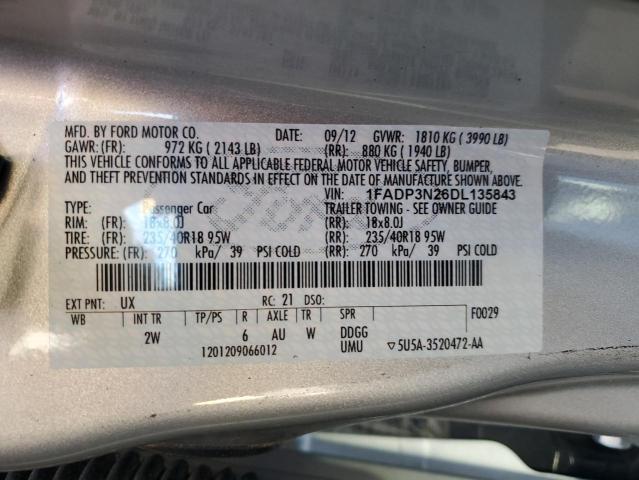 MFD. BY FORD MOTOR CO. DATE: 09/12 GVWR: 1810 KG ( 3990 LB)
GAWR: (FR): 972 KG ( 2143 LB) (RR): 880 KG ( 1940 LB)
THIS VEHICLE CONFORMS TO ALL APPLICABLE FEDERAL MOTOR VEHICLE SAFETY, BUMPER,
AND THEFT PREVENTION STANDARDS IN EFFECT ON THE DATE OF MANUFACTURE SHOWN ABOVE.
VIN: 1FADP3N26DL135843
TYPE: Passenger Car TRAILER TOWING - SEE OWNER GUIDE
RIM: (FR): 18x8.0J (RR): 18x8.0J
TIRE: (FR): 235/40R18 95W (RR): 235/40R18 95W
PRESSURE: (FR): 270 kPa/ 39 PSI COLD (RR): 270 kPa/ 39 PSI COLD
EXT PNT: UX RC: 21 DSO:
WB INT TR TP/PS R AXLE TR SPR F0029
2W 6 AU W DDGG
1201209066012 UMU ▽5U5A-3520472-AA